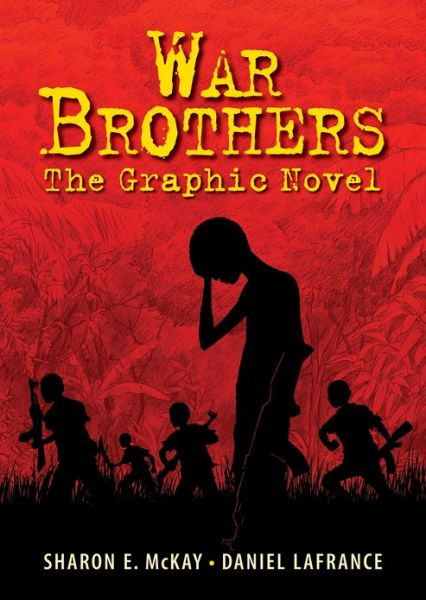 WAR
BROTHERS
The Graphic Novel
SHARON E. McKAY • DANIEL LAFRANCE